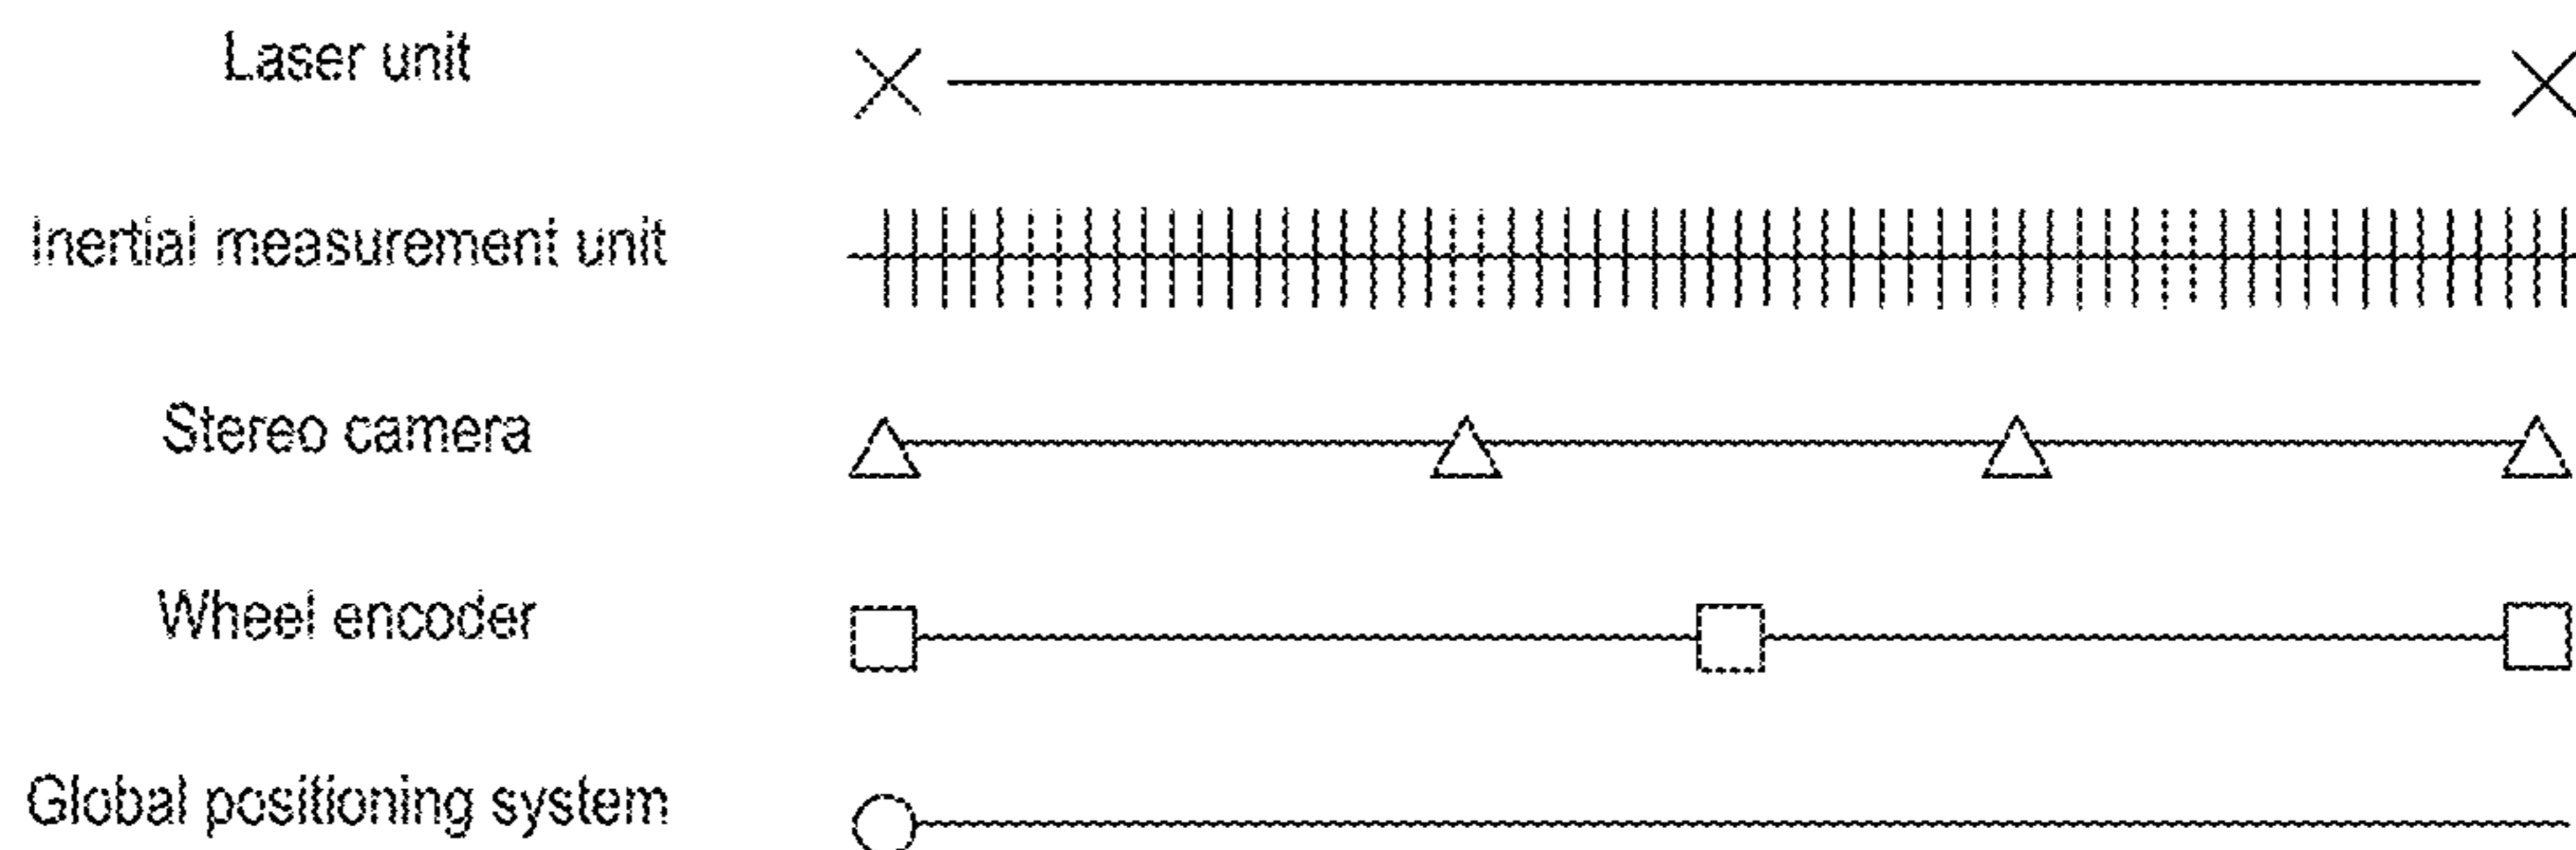 Laser unit
Inertial measurement unit
Stereo camera
Wheel encoder
Global positioning system